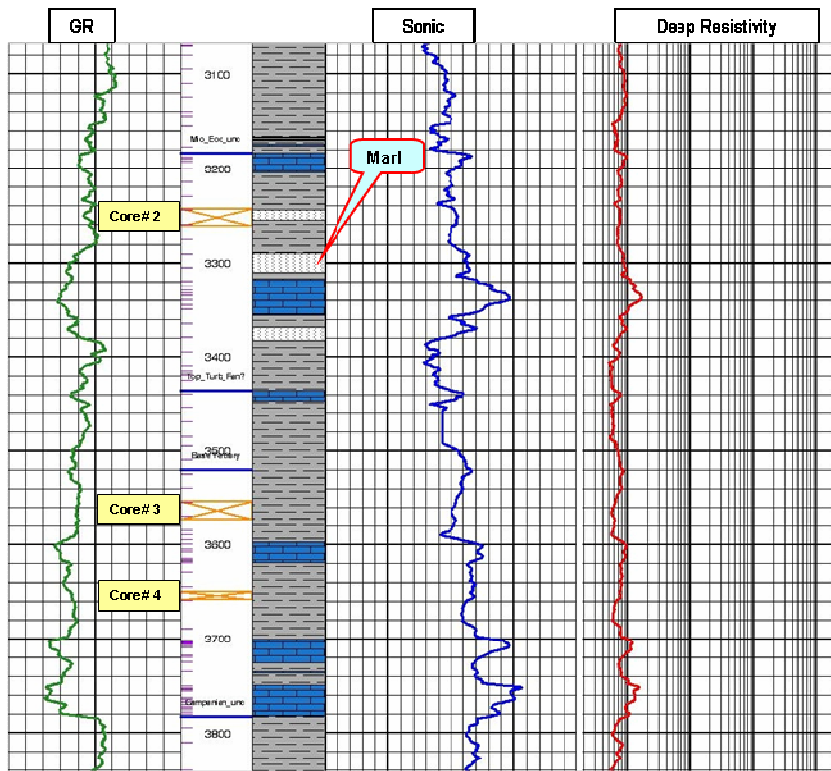 GR
Sonic
Deep Resistivity
3100
Mio_Eoc_unc
Marl
3200
Core# 2
3300
3400
Top_Turb_Fan?
3500
Base Tertiary
Core# 3
3600
Core# 4
3700
Campanian_unc
3800